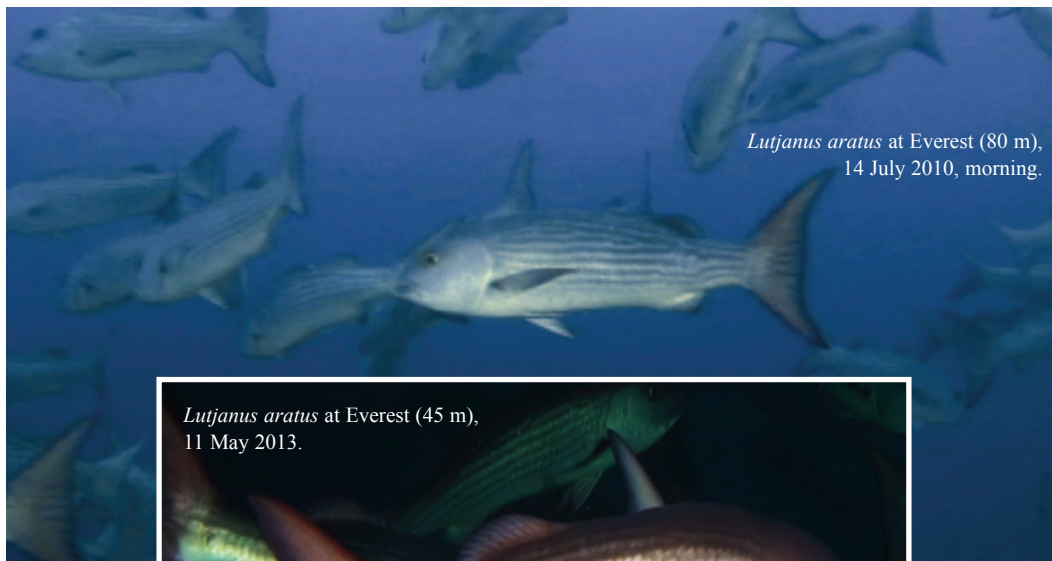 Lutjanus aratus at Everest (80 m),
14 July 2010, morning.
Lutjanus aratus at Everest (45 m),
11 May 2013.